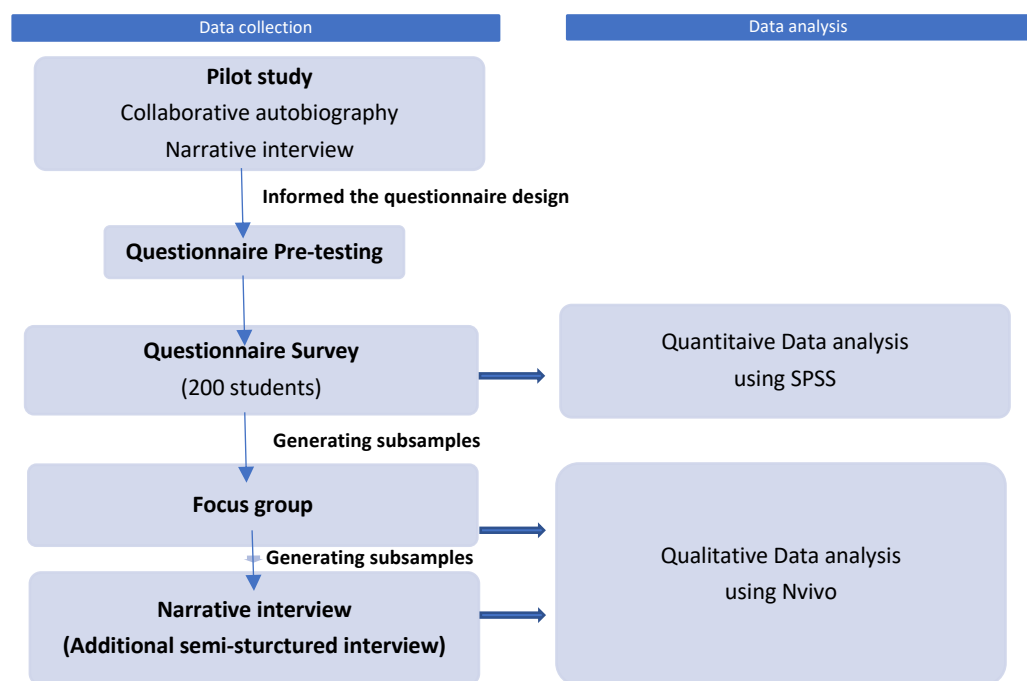 Data collection
Data analysis
Pilot study
Collaborative autobiography
Narrative interview
Informed the questionnaire design
Questionnaire Pre-testing
Questionnaire Survey
(200 students)
Quantitaive Data analysis
using SPSS
Generating subsamples
Focus group
Generating subsamples
Narrative interview
(Additional semi-sturctured interview)
Qualitative Data analysis
using Nvivo